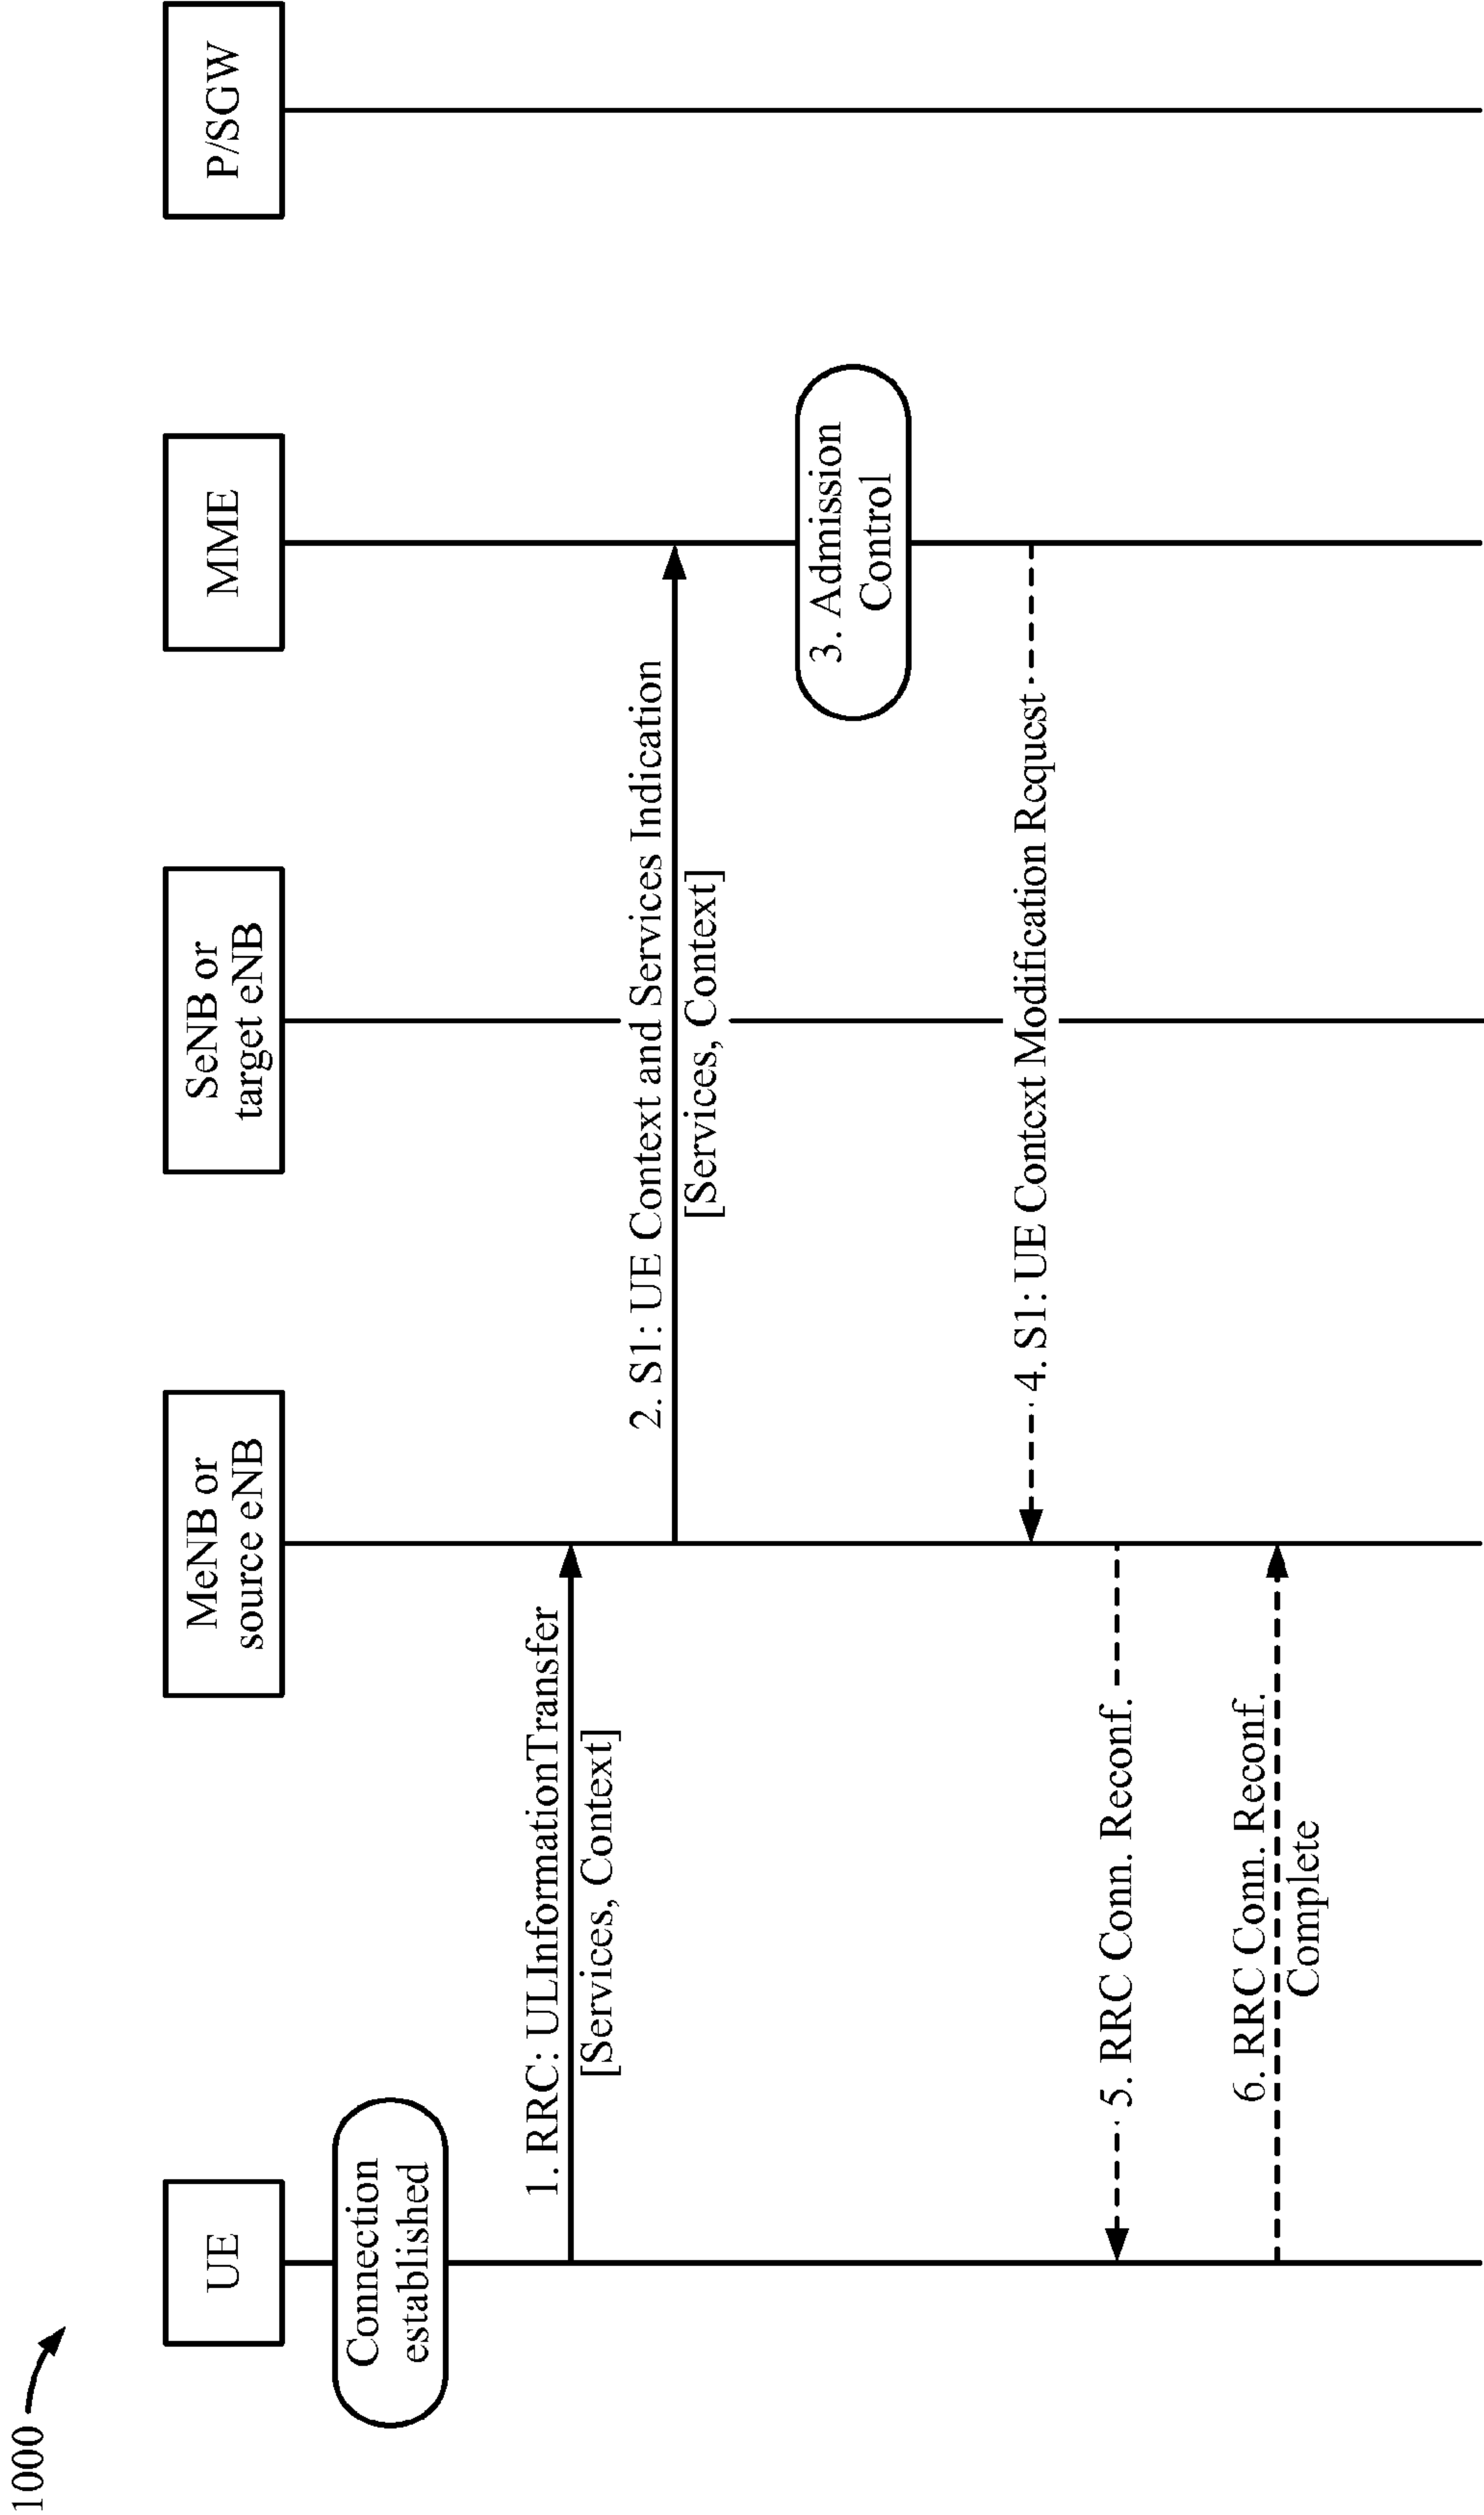 1000
UE
MeNB or
source eNB
SeNB or
target eNB
MME
P/SGW
Connection
established
1. RRC: ULInformationTransfer
[Services, Context]
2. S1: UE Context and Services Indication
[Services, Context]
3. Admission
Control
4. S1: UE Context Modification Request
5. RRC Conn. Reconf.
6. RRC Conn. Reconf.
Complete